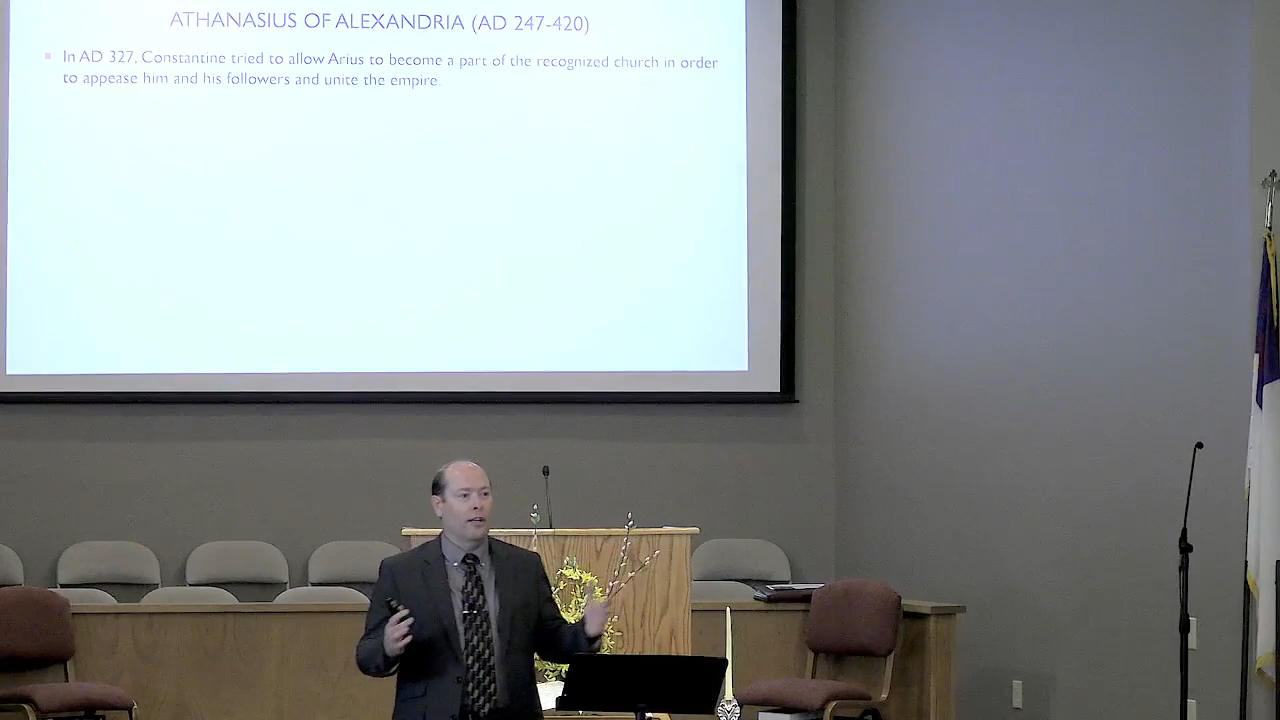 ATHANASIUS OF ALEXANDRIA (AD 247-420)
In AD 327, Constantine tried to allow Arius to become a part of the recognized church in order
to appease him and his followers and unite the empire.